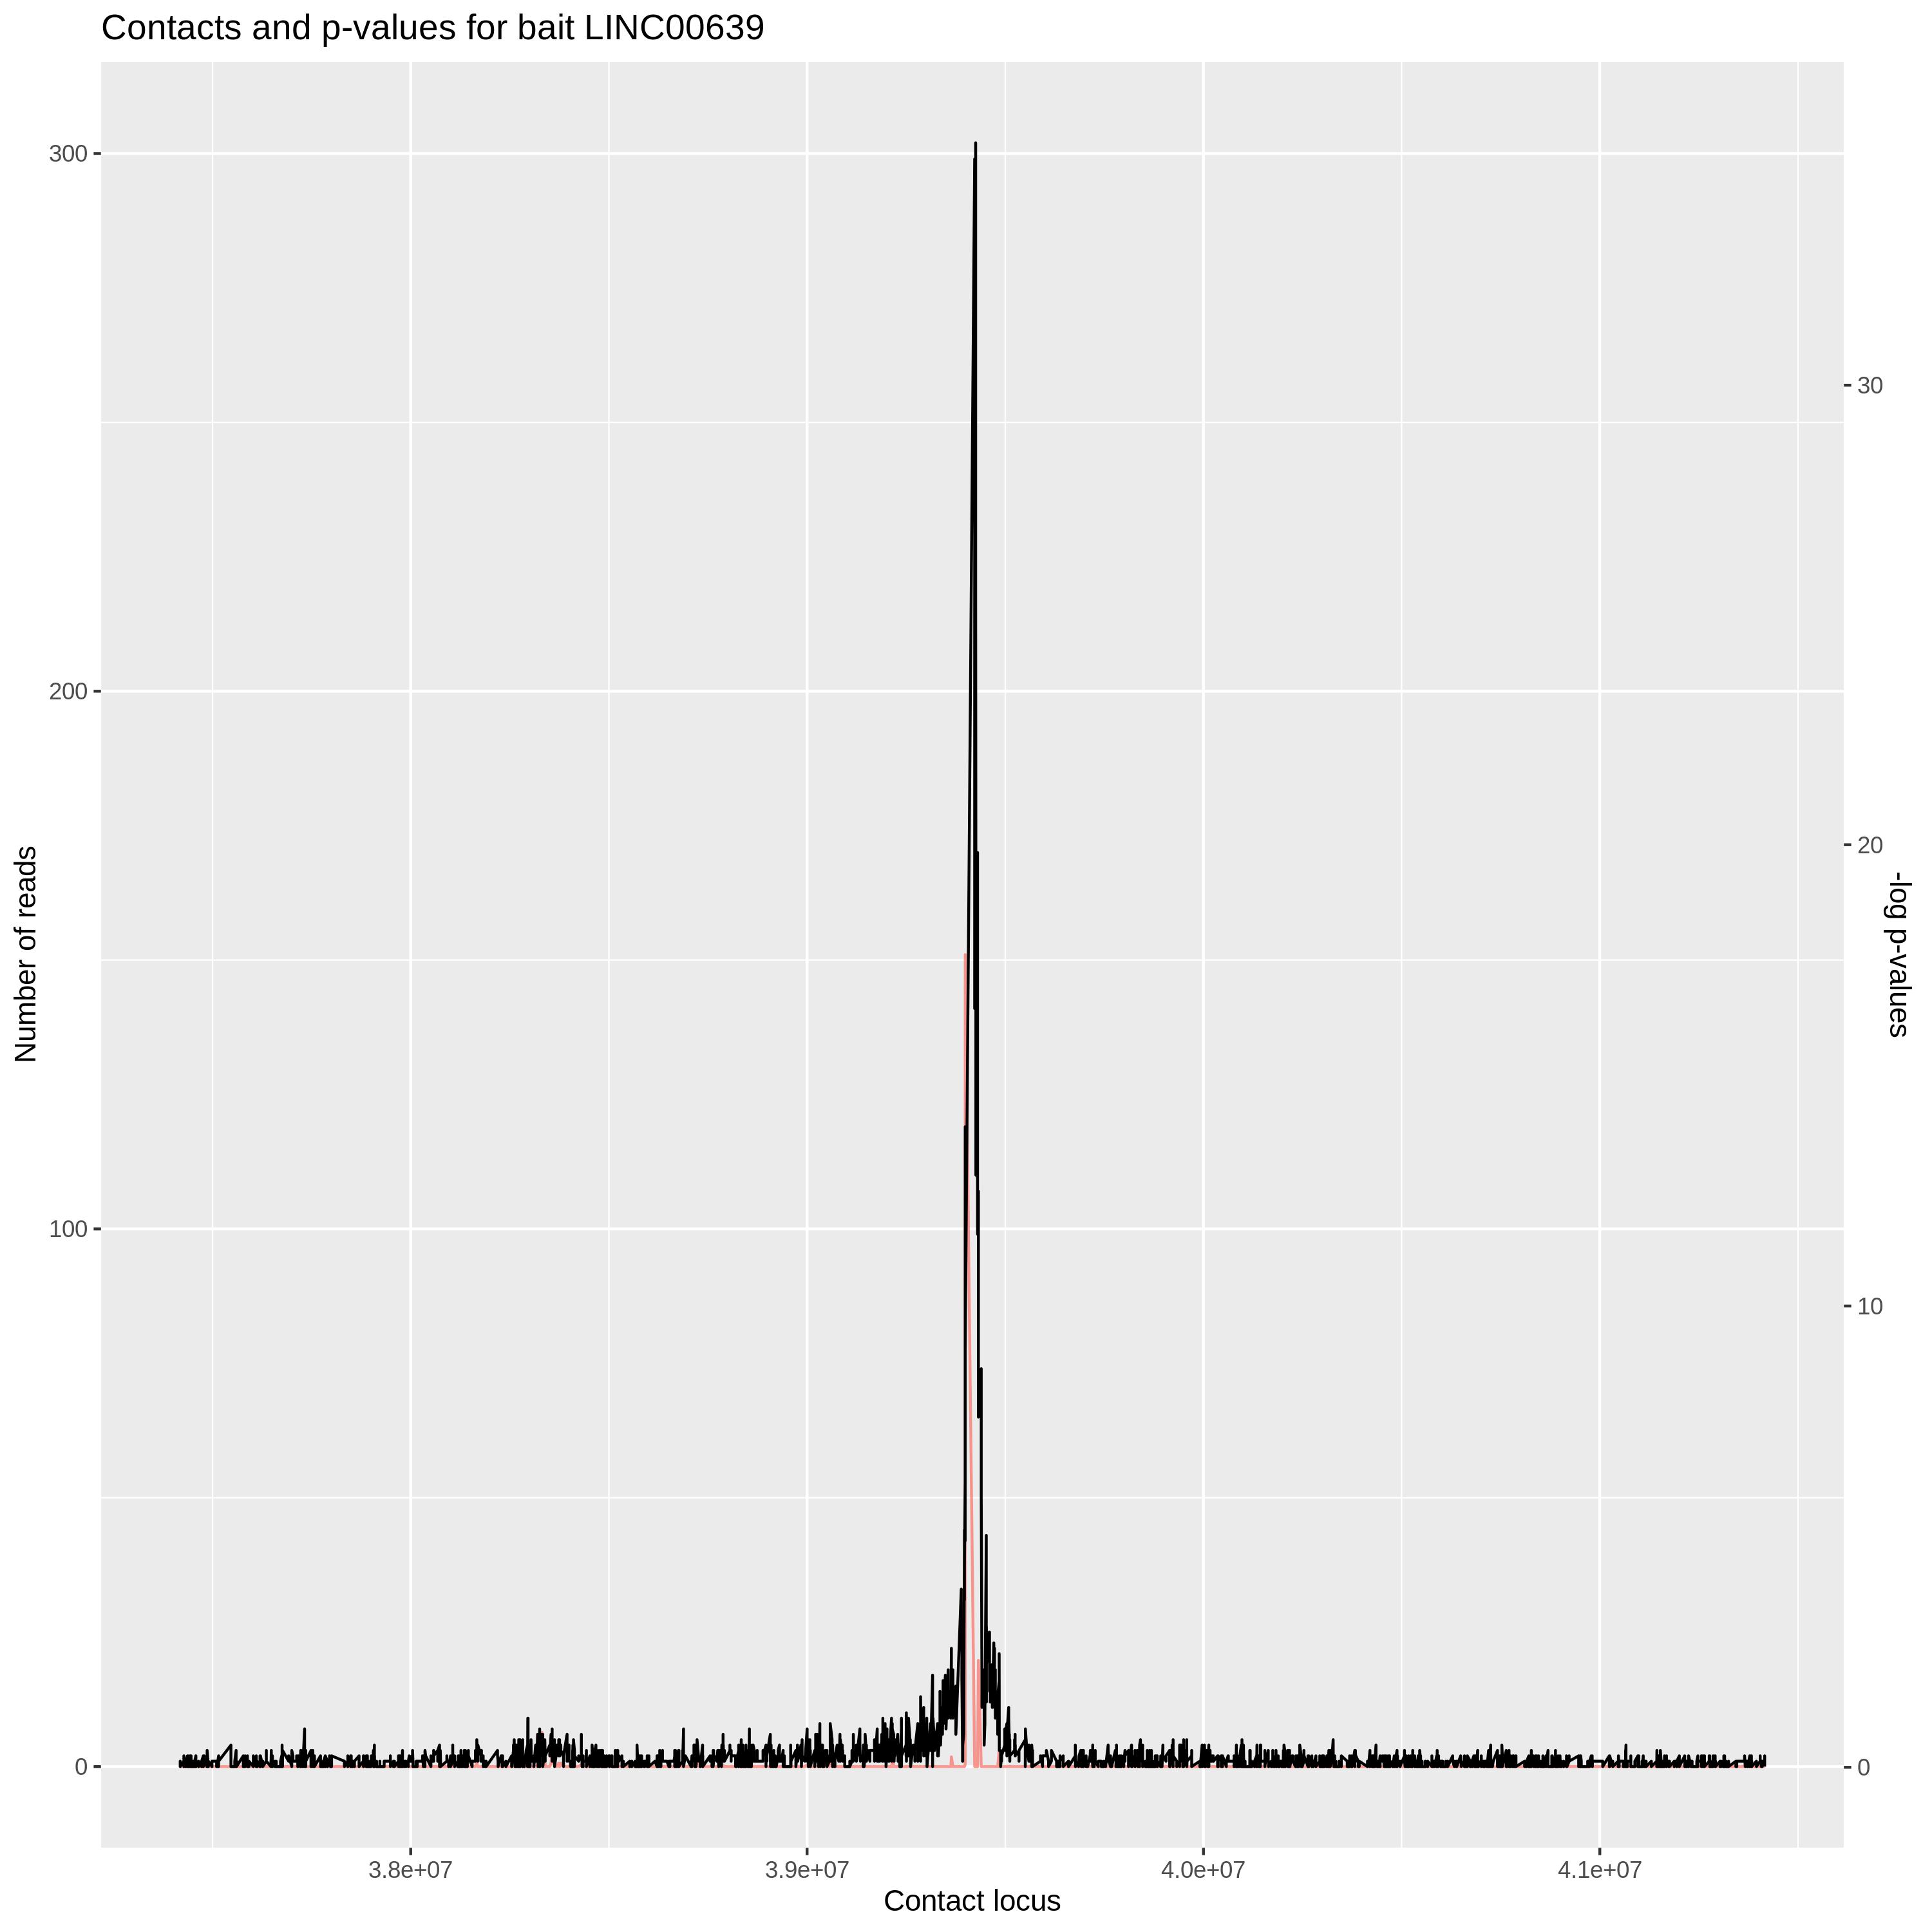 Contacts and p-values for bait LINC00639
300
200
100
0
30
20
10
0
Number of reads
-log p-values
3.8e+07
3.9e+07
4.0e+07
4.1e+07
Contact locus